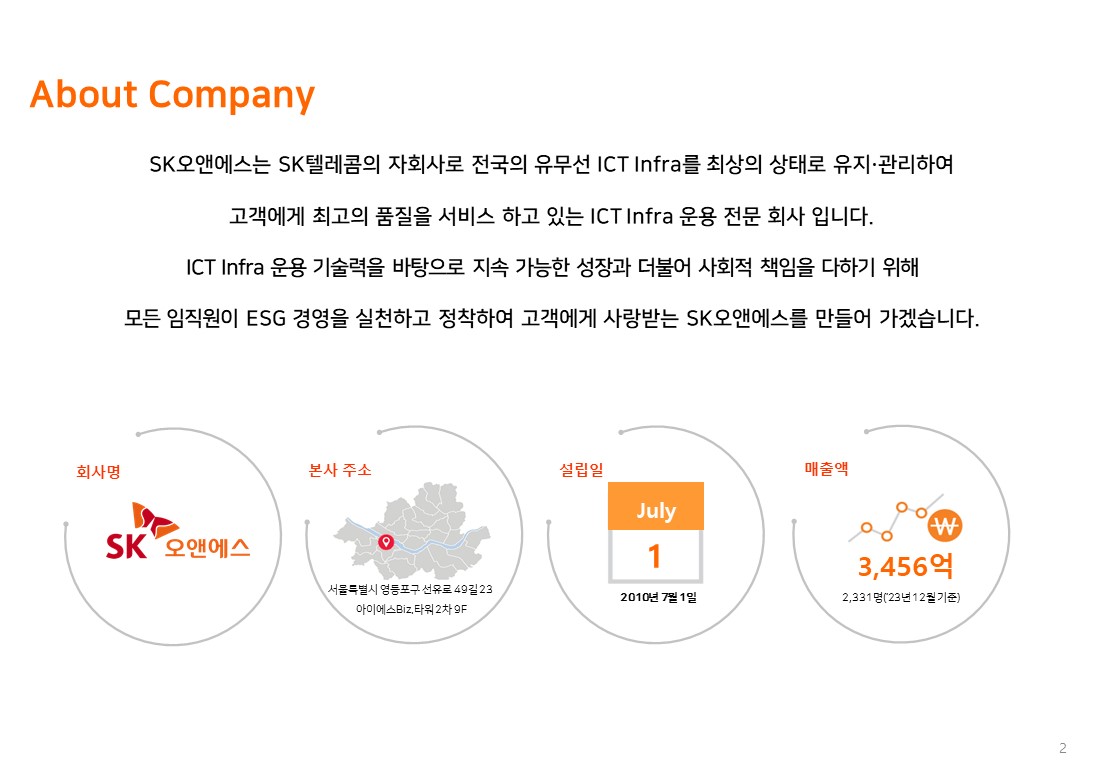 About Company
SK오앤에스는 SK텔레콤의 자회사로 전국의 유무선 ICT Infra를 최상의 상태로 유지·관리하여
고객에게 최고의 품질을 서비스 하고 있는 ICT Infra 운용 전문 회사 입니다.
ICT Infra 운용 기술력을 바탕으로 지속 가능한 성장과 더불어 사회적 책임을 다하기 위해
모든 임직원이 ESG 경영을 실천하고 정착하여 고객에게 사랑받는 SK오앤에스를 만들어 가겠습니다.
회사명
SK 오앤에스
본사 주소
서울특별시 영등포구 선유로 49길 23
아이에스Biz,타워 2차 9F
설립일
July
1
2010년 7월 1일
매출액
₩
3,456억
2,331명('23년 12월 기준)
2